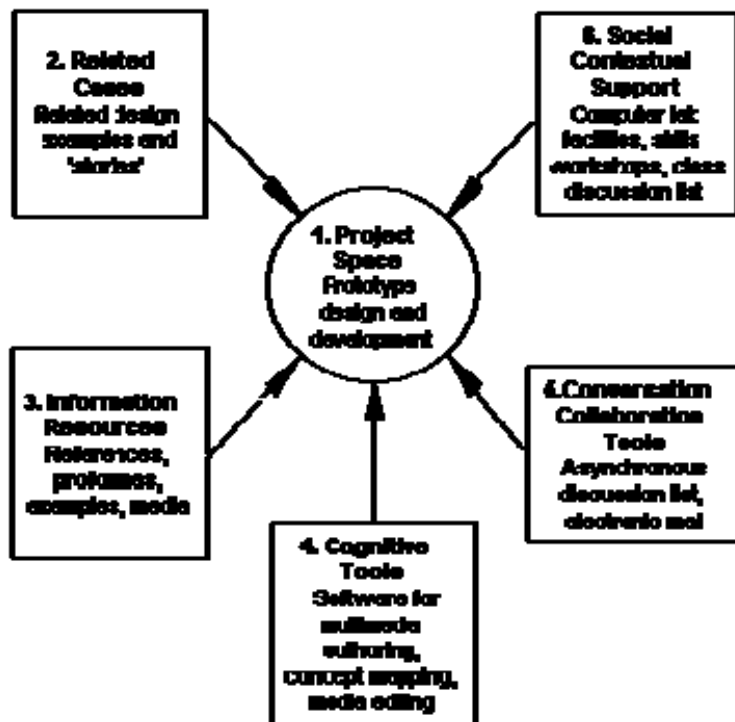 2. Related
Cases
Related design
examples and
'stories'
6. Social
Contextual
Support
Computer lab
facilities, skills
workshops, class
discussion list
1. Project
Space
Prototype
design and
development
3. Information
Resources
References,
proformas,
examples, media
5.Conversation
Collaboration
Tools
Asynchronous
discussion list,
electronic mail
4. Cognitive
Tools
Software for
multimedia
authoring,
concept mapping,
media editing